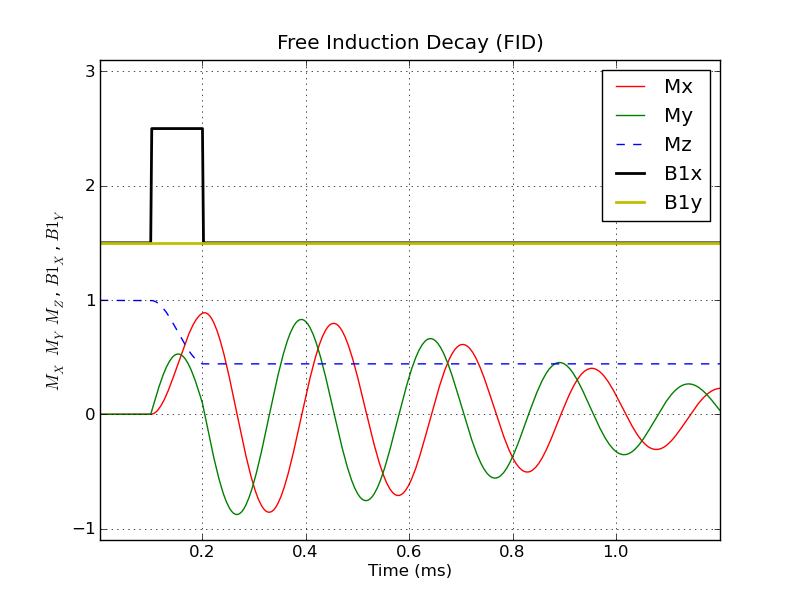 Free Induction Decay (FID)
3
2
1
0
−1
M_X M_Y M_Z, B1_X, B1_Y
Mx
My
Mz
B1x
B1y
0.2 0.4 0.6 0.8 1.0
Time (ms)